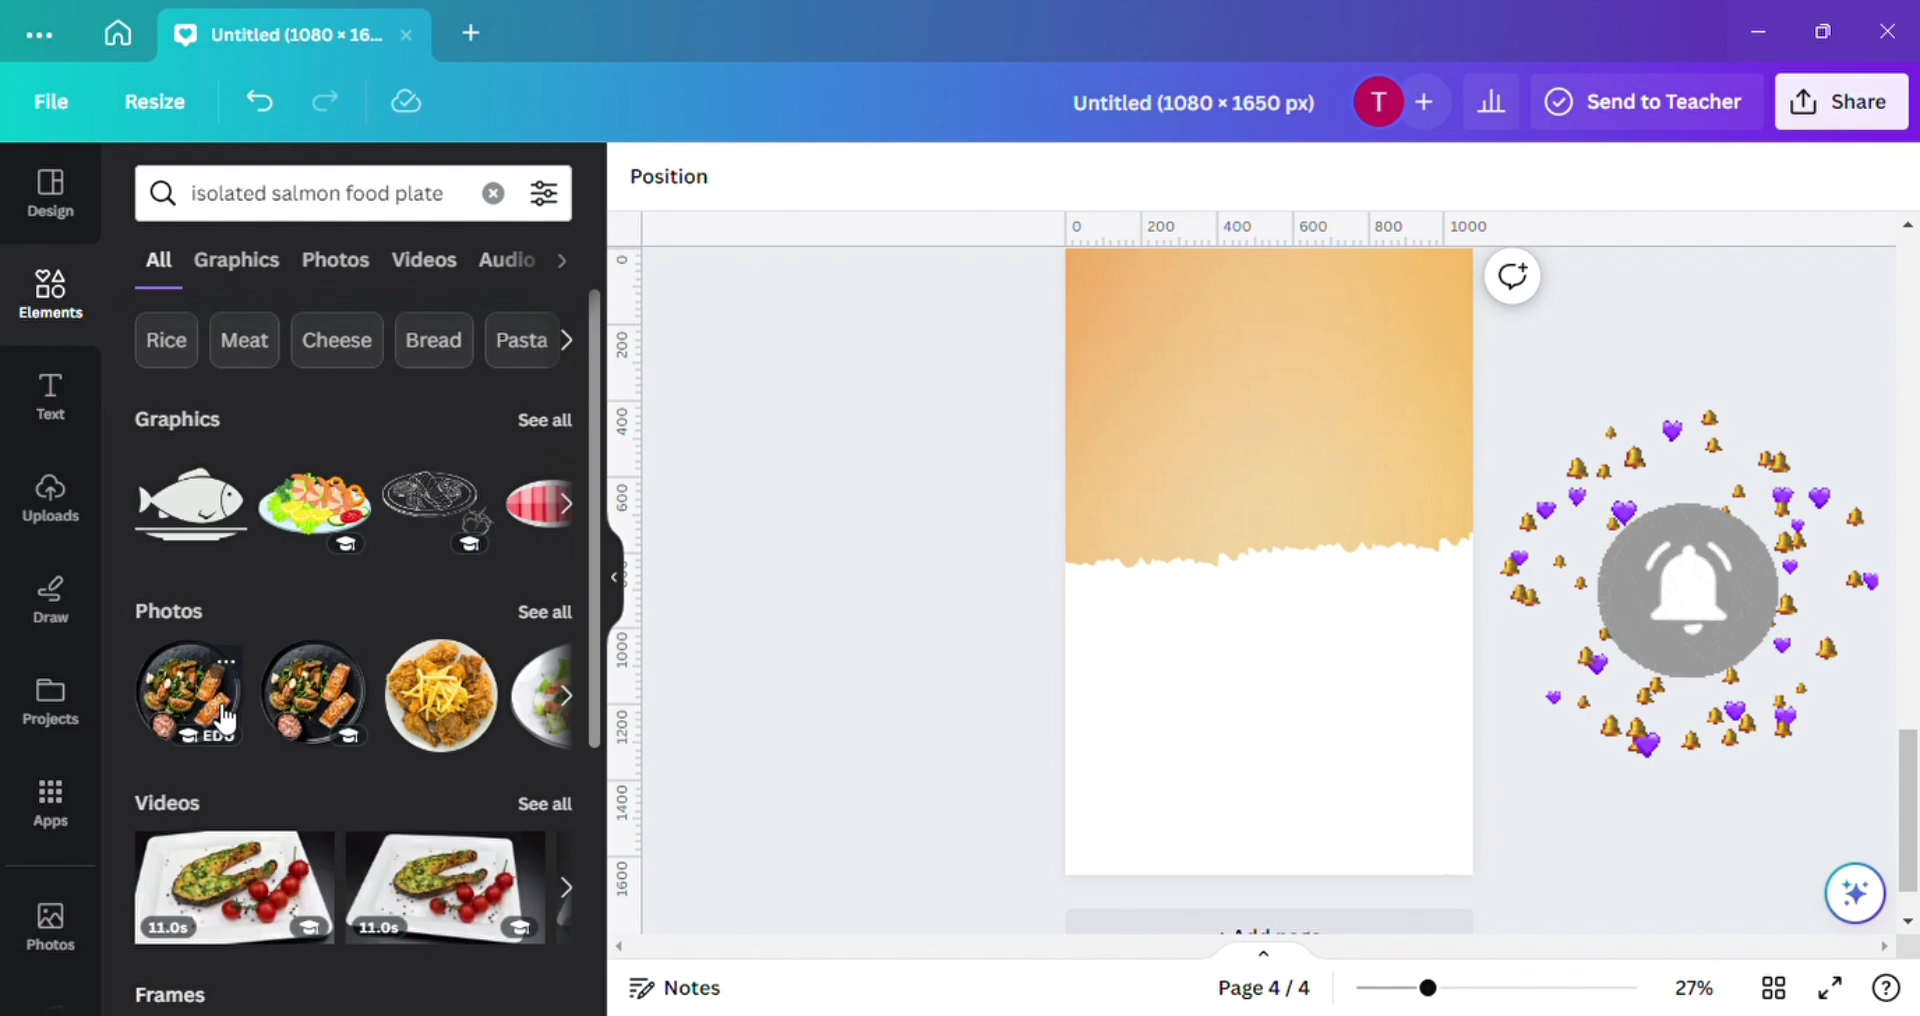 Untitled (1080 × 16...
File
Resize
Untitled (1080 × 1650 px)
T
Send to Teacher
Share
Design
Elements
Text
Uploads
Draw
Projects
Apps
Photos
isolated salmon food plate
All
Graphics
Photos
Videos
Audio
Rice
Meat
Cheese
Bread
Pasta
Graphics
See all
Photos
See all
EDU
Videos
See all
11.0s
11.0s
Frames
Position
0
200
400
600
800
1000
0
200
400
600
1000
1200
1400
1600
Notes
Page 4 / 4
27%